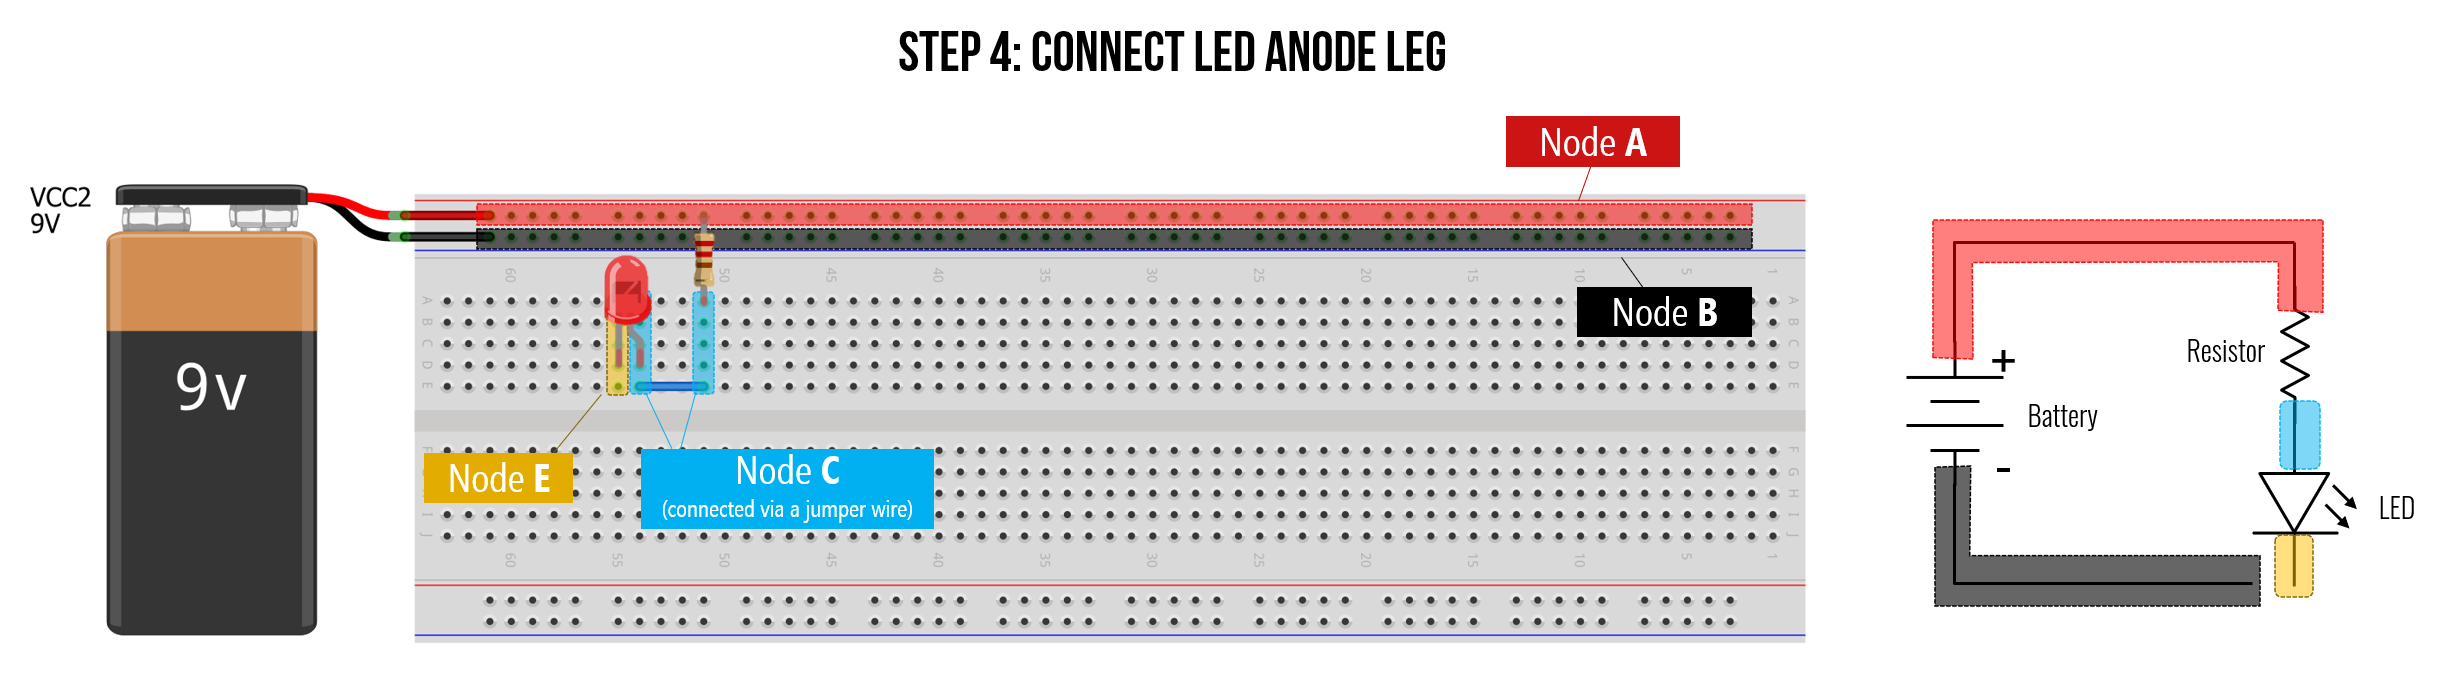 STEP 4: CONNECT LED ANODE LEG
Node A
VCC2
9V
60 50 45 40 35 30 25 20 15 10 5 1
A A
B B
C C
D D
E E
Node B
9v
Node E
Node C
(connected via a jumper wire)
F
G
H
I I
J J
60 55 50 45 40 35 30 25 20 15 10 5 1
+
Resistor
Battery
-
LED